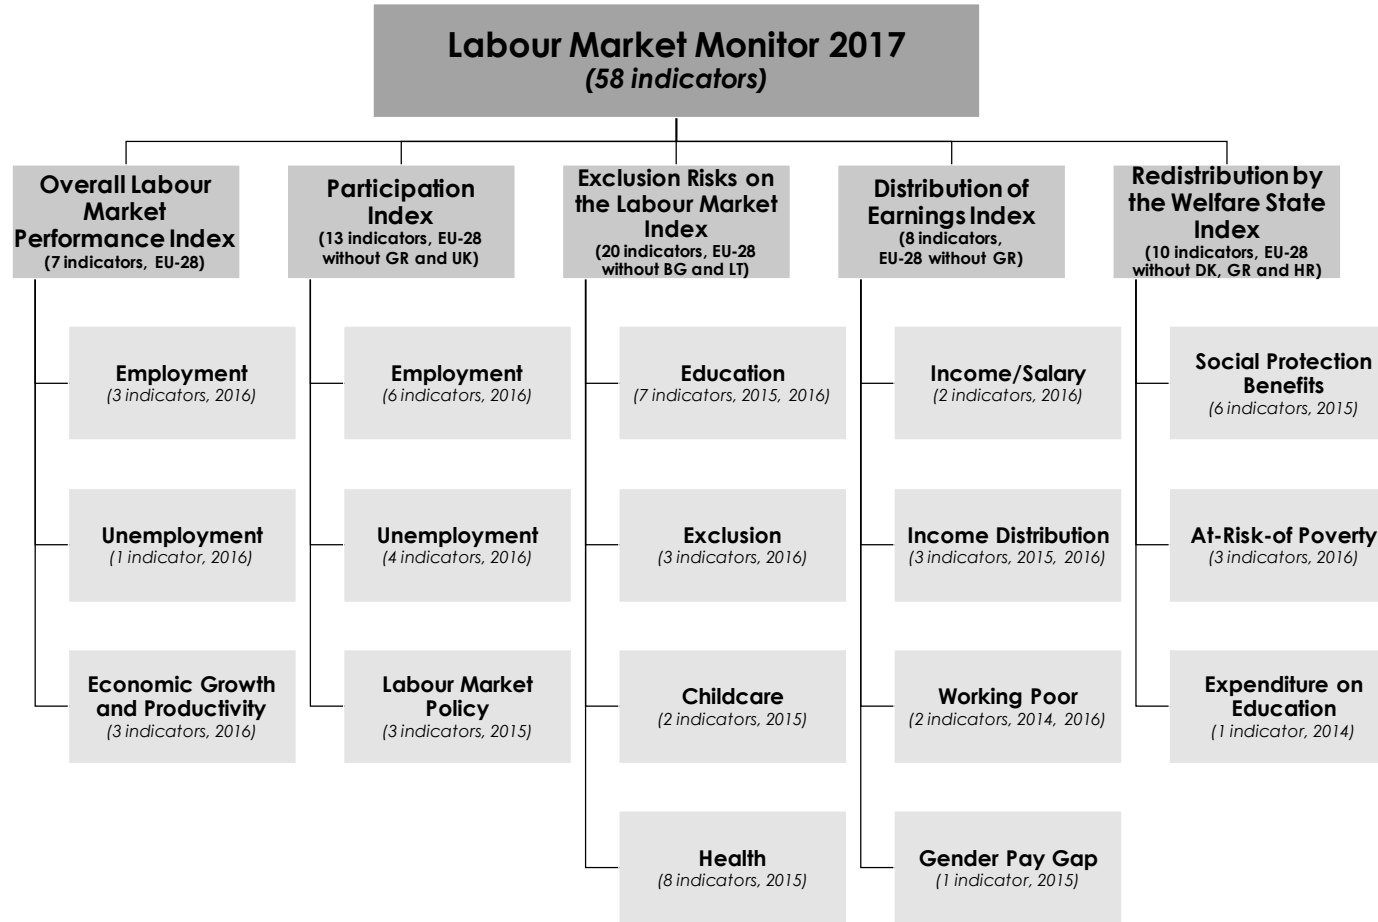 Labour Market Monitor 2017
(58 indicators)
Overall Labour
Market
Performance Index
(7 indicators, EU-28)
Participation
Index
(13 indicators, EU-28
without GR and UK)
Exclusion Risks on
the Labour Market
Index
(20 indicators, EU-28
without BG and LT)
Distribution of
Earnings Index
(8 indicators,
EU-28 without GR)
Redistribution by
the Welfare State
Index
(10 indicators, EU-28
without DK, GR and HR)
Employment
(3 indicators, 2016)
Employment
(6 indicators, 2016)
Education
(7 indicators, 2015, 2016)
Income/Salary
(2 indicators, 2016)
Social Protection
Benefits
(6 indicators, 2015)
Unemployment
(1 indicator, 2016)
Unemployment
(4 indicators, 2016)
Exclusion
(3 indicators, 2016)
Income Distribution
(3 indicators, 2015, 2016)
At-Risk-of Poverty
(3 indicators, 2016)
Economic Growth
and Productivity
(3 indicators, 2016)
Labour Market
Policy
(3 indicators, 2015)
Childcare
(2 indicators, 2015)
Working Poor
(2 indicators, 2014, 2016)
Expenditure on
Education
(1 indicator, 2014)
Health
(8 indicators, 2015)
Gender Pay Gap
(1 indicator, 2015)